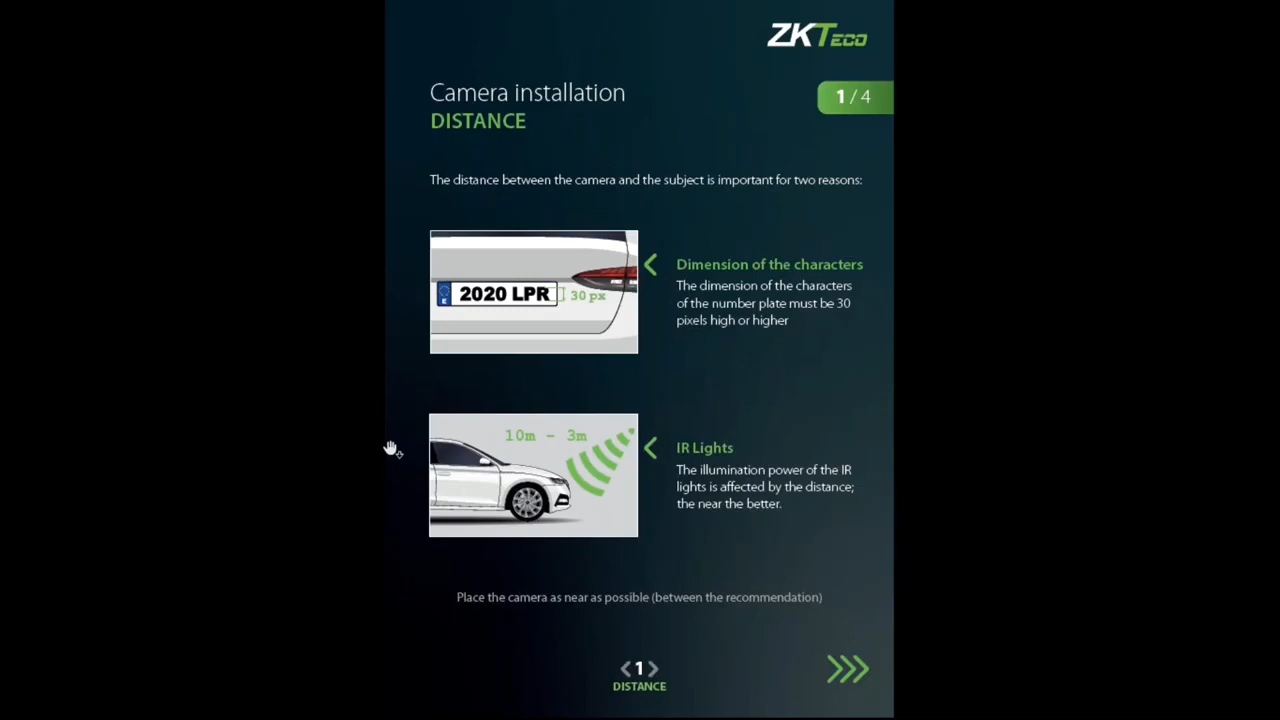 ZKTECO
Camera installation
DISTANCE
1 / 4
The distance between the camera and the subject is important for two reasons:
E
2020 LPR
30 px
Dimension of the characters
The dimension of the characters
of the number plate must be 30
pixels high or higher
10m - 3m
IR Lights
The illumination power of the IR
lights is affected by the distance;
the near the better.
Place the camera as near as possible (between the recommendation)
1
DISTANCE